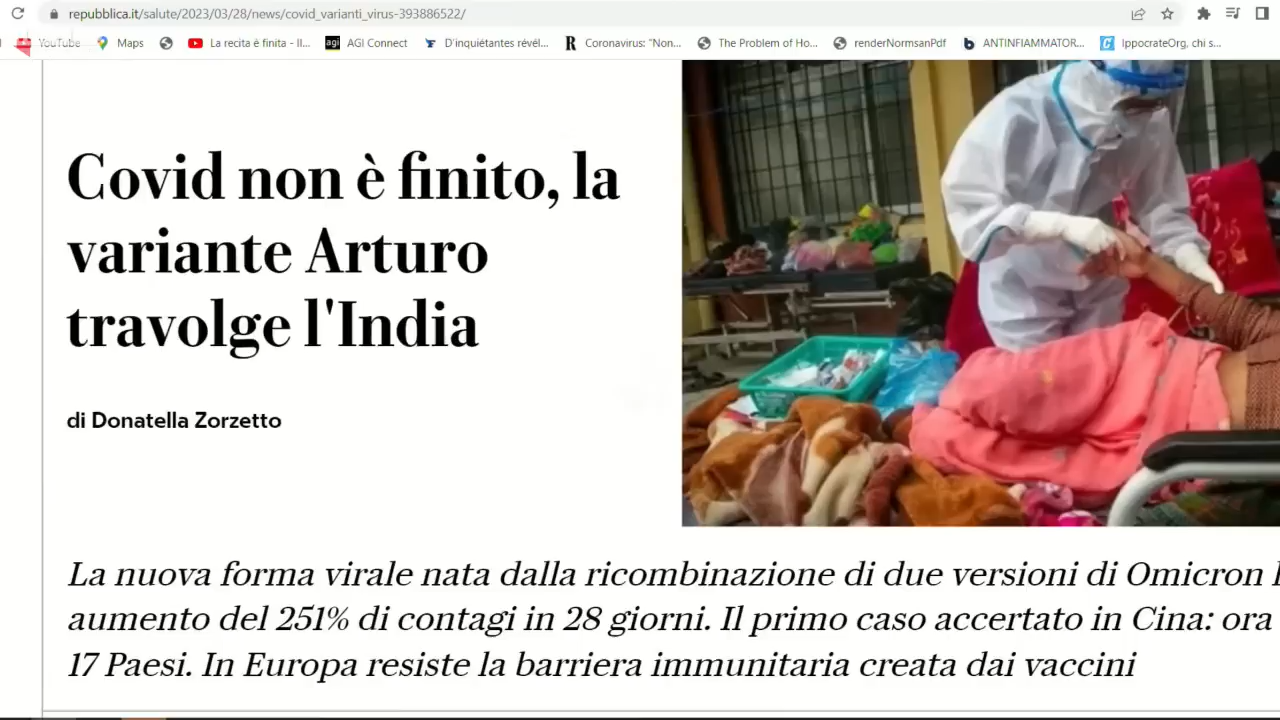 repubblica.it/salute/2023/03/28/news/covid_varianti_virus-393886522/
YouTube Maps La recita è finita - Il... agi AGI Connect D'inquiétantes révél... R Coronavirus: "Non... The Problem of Ho... renderNormsanPdf b ANTINFIAMMATOR... IppocrateOrg, chi s...
Covid non è finito, la
variante Arturo
travolge l'India
di Donatella Zorzetto
La nuova forma virale nata dalla ricombinazione di due versioni di Omicron
aumento del 251% di contagi in 28 giorni. Il primo caso accertato in Cina: ora
17 Paesi. In Europa resiste la barriera immunitaria creata dai vaccini